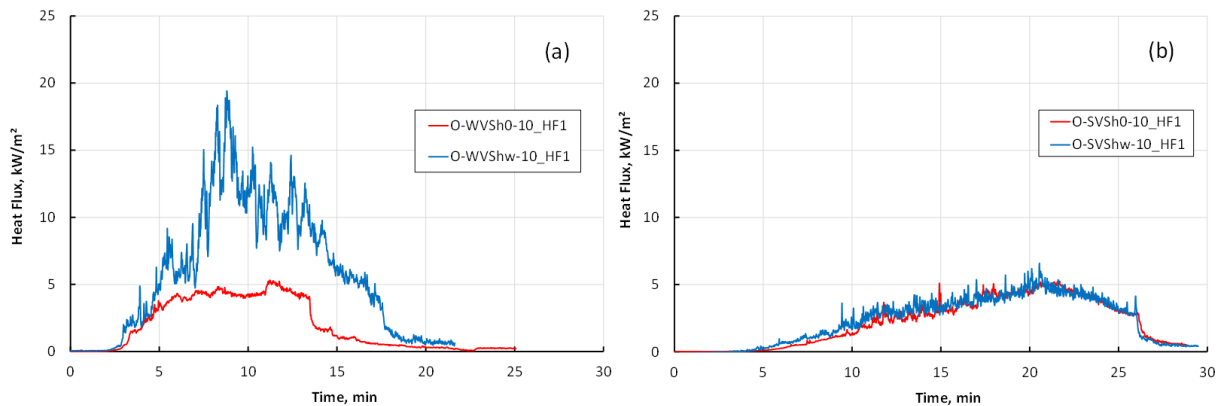 25
20
15
10
5
0
Heat Flux, kW/m²
(a)
O-WVSh0-10_HF1
O-WVShw-10_HF1
0 5 10 15 20 25 30
Time, min
25
20
15
10
5
0
Heat Flux, kW/m²
(b)
O-SVSh0-10_HF1
O-SVShw-10_HF1
0 5 10 15 20 25 30
Time, min